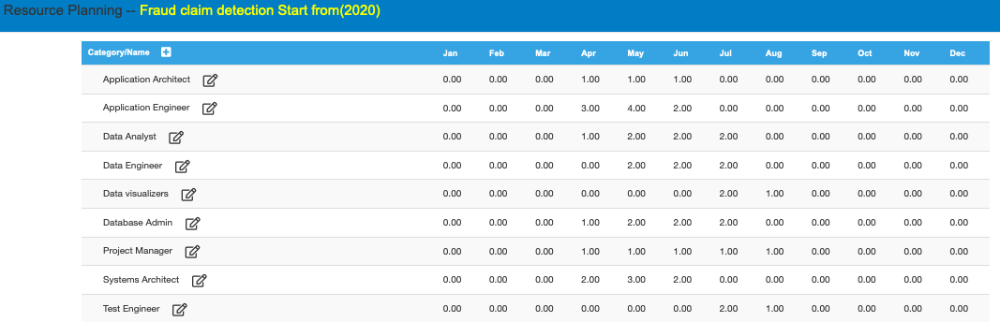 Resource Planning -- Fraud claim detection Start from(2020)
Category/Name Jan Feb Mar Apr May Jun Jul Aug Sep Oct Nov Dec
Application Architect 0.00 0.00 0.00 1.00 1.00 1.00 0.00 0.00 0.00 0.00 0.00 0.00
Application Engineer 0.00 0.00 0.00 3.00 4.00 2.00 0.00 0.00 0.00 0.00 0.00 0.00
Data Analyst 0.00 0.00 0.00 1.00 2.00 2.00 2.00 0.00 0.00 0.00 0.00 0.00
Data Engineer 0.00 0.00 0.00 0.00 2.00 2.00 2.00 0.00 0.00 0.00 0.00 0.00
Data visualizers 0.00 0.00 0.00 0.00 0.00 0.00 2.00 1.00 0.00 0.00 0.00 0.00
Database Admin 0.00 0.00 0.00 1.00 2.00 2.00 2.00 0.00 0.00 0.00 0.00 0.00
Project Manager 0.00 0.00 0.00 1.00 1.00 1.00 1.00 1.00 0.00 0.00 0.00 0.00
Systems Architect 0.00 0.00 0.00 2.00 3.00 2.00 0.00 0.00 0.00 0.00 0.00 0.00
Test Engineer 0.00 0.00 0.00 0.00 0.00 0.00 2.00 1.00 0.00 0.00 0.00 0.00